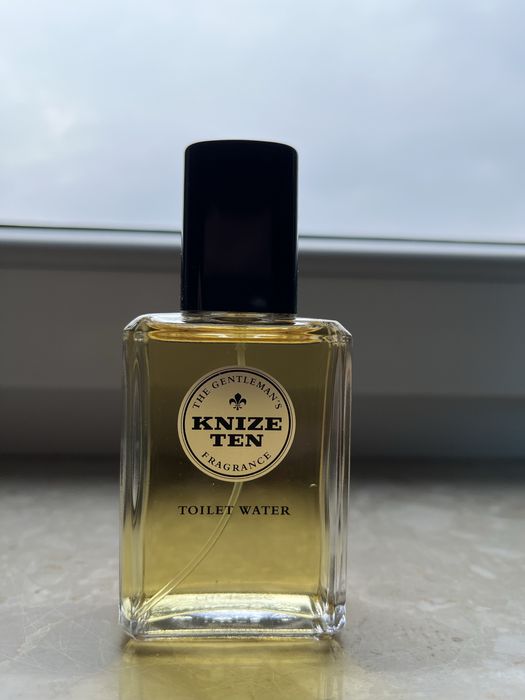 THE GENTLEMAN'S
KNIZE
TEN
FRAGRANCE
TOILET WATER